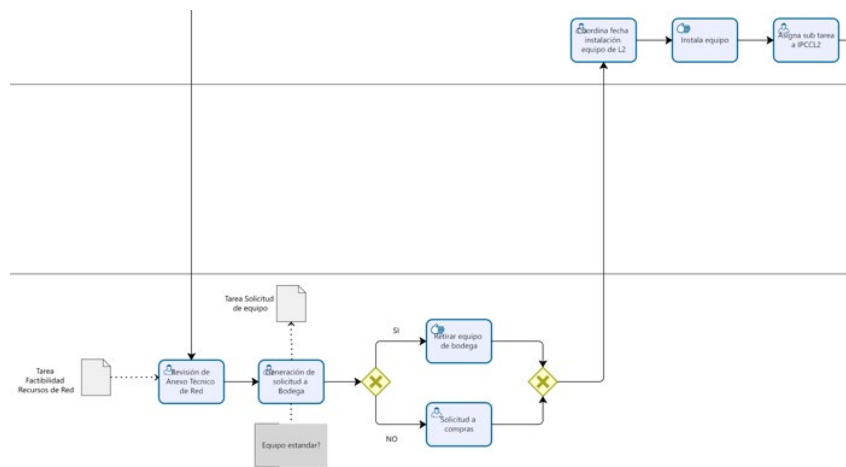 Coordina fecha
instalación
equipo de L2
Instala equipo
Asigna sub tarea
a IPCCL2
Tarea Solicitud
de equipo
Tarea
Factibilidad
Recursos de Red
Revisión de
Anexo Técnico
de Red
Generación de
solicitud a
Bodega
Equipo estandar?
SI
Retirar equipo
de bodega
NO
Solicitud a
compras